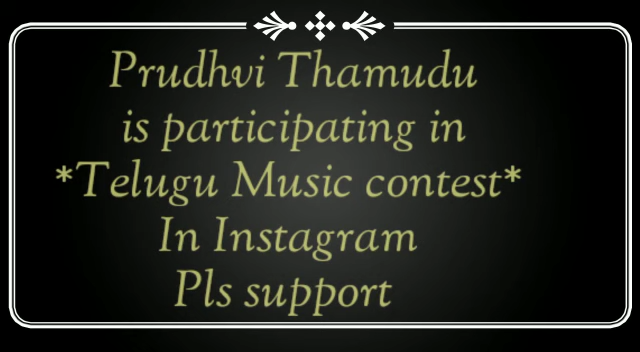 Prudhvi Thamudu
is participating in
*Telugu Music contest*
In Instagram
Pls support